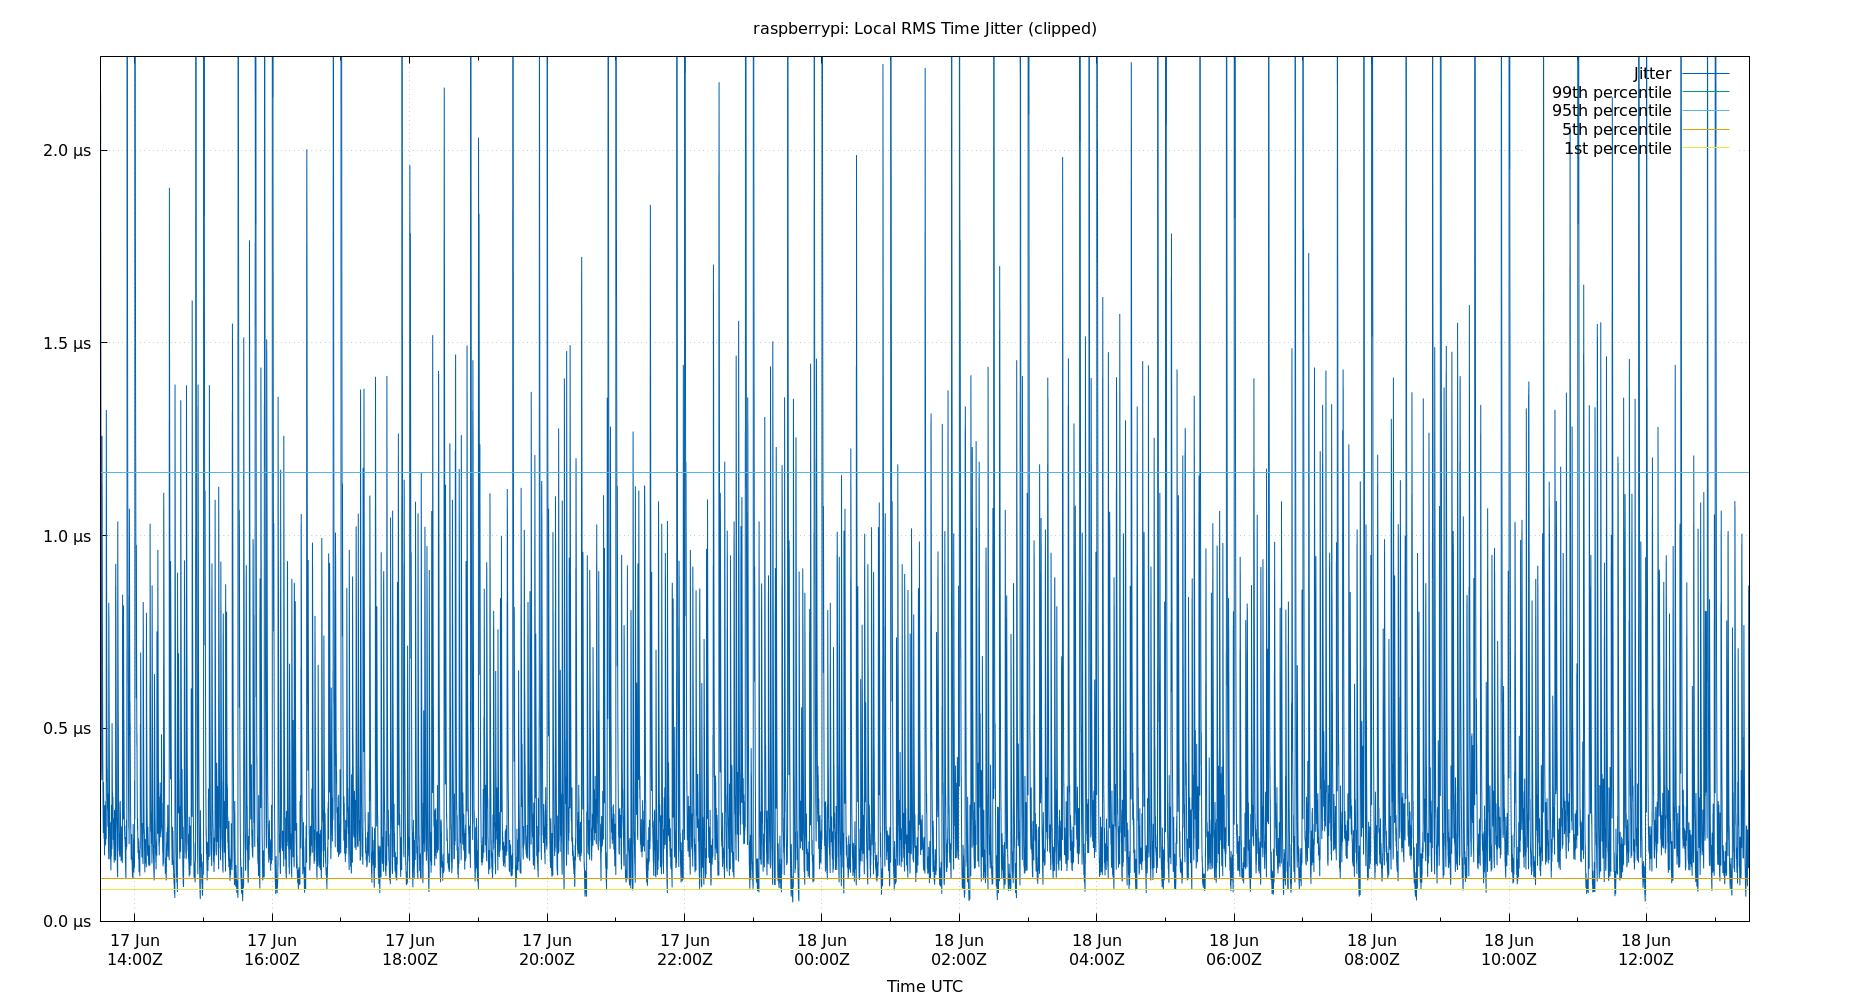 raspberrypi: Local RMS Time Jitter (clipped)
Jitter
99th percentile
95th percentile
5th percentile
1st percentile
2.0 µs
1.5 µs
1.0 µs
0.5 µs
0.0 µs
17 Jun 17 Jun 17 Jun 17 Jun 17 Jun 18 Jun 18 Jun 18 Jun 18 Jun 18 Jun 18 Jun 18 Jun
14:00Z 16:00Z 18:00Z 20:00Z 22:00Z 00:00Z 02:00Z 04:00Z 06:00Z 08:00Z 10:00Z 12:00Z
Time UTC